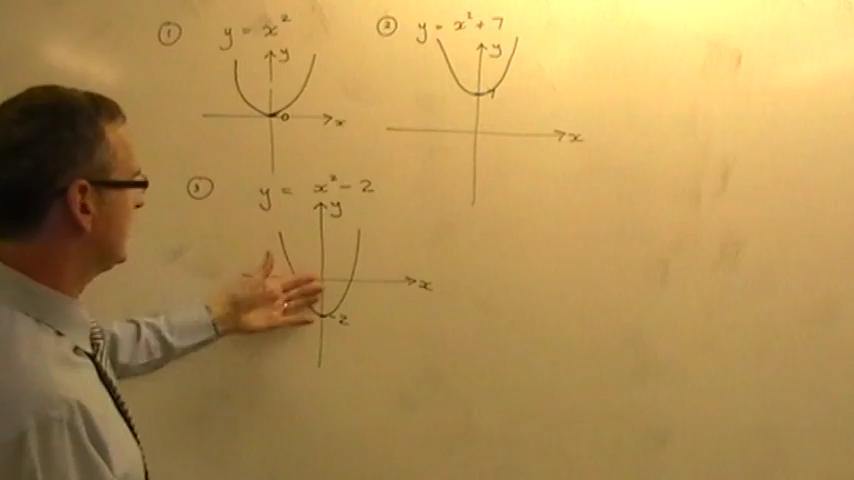 ① y = x² ② y = x² + 7
y y
7
0 x
x
③ y = x² - 2
y
x
-2